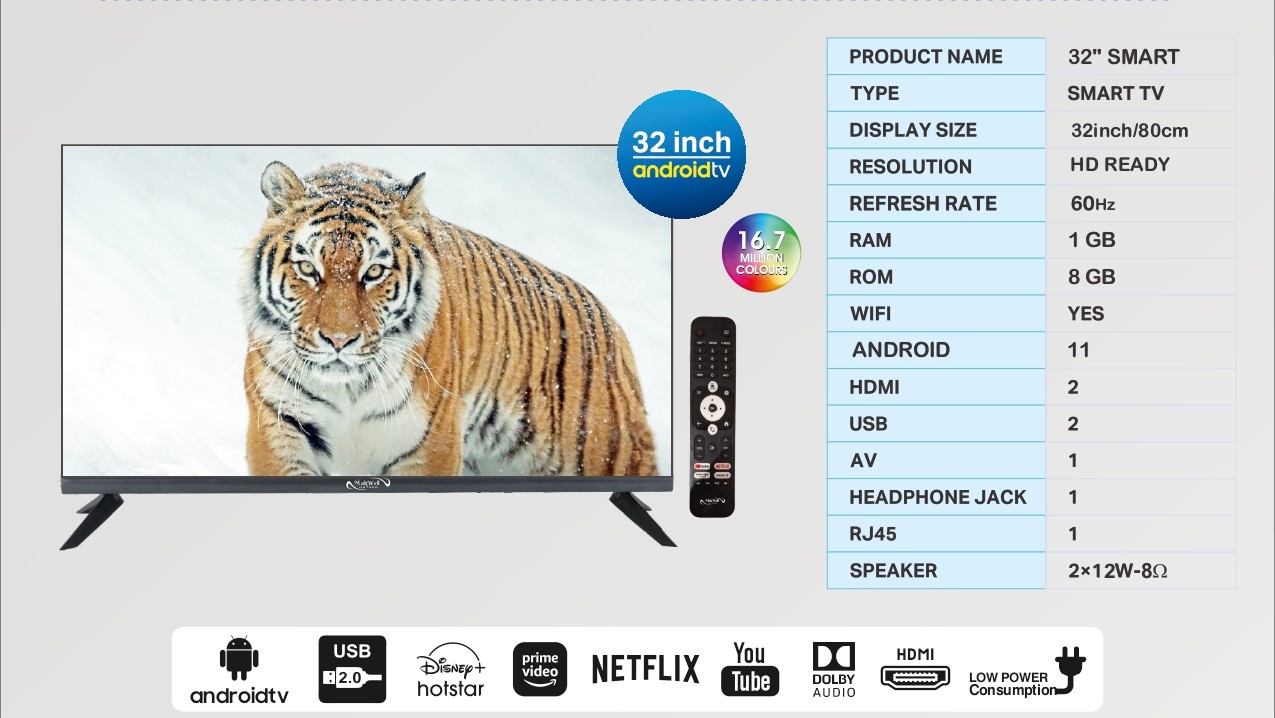 32 inch
androidtv
16.7
MILLION
COLOURS
PRODUCT NAME 32" SMART
TYPE SMART TV
DISPLAY SIZE 32inch/80cm
RESOLUTION HD READY
REFRESH RATE 60Hz
RAM 1 GB
ROM 8 GB
WIFI YES
ANDROID 11
HDMI 2
USB 2
AV 1
HEADPHONE JACK 1
RJ45 1
SPEAKER 2×12W-8Ω
androidtv
USB
2.0
Disney+
hotstar
prime
video
NETFLIX
You
Tube
DOLBY
AUDIO
HDMI
LOW POWER
Consumption